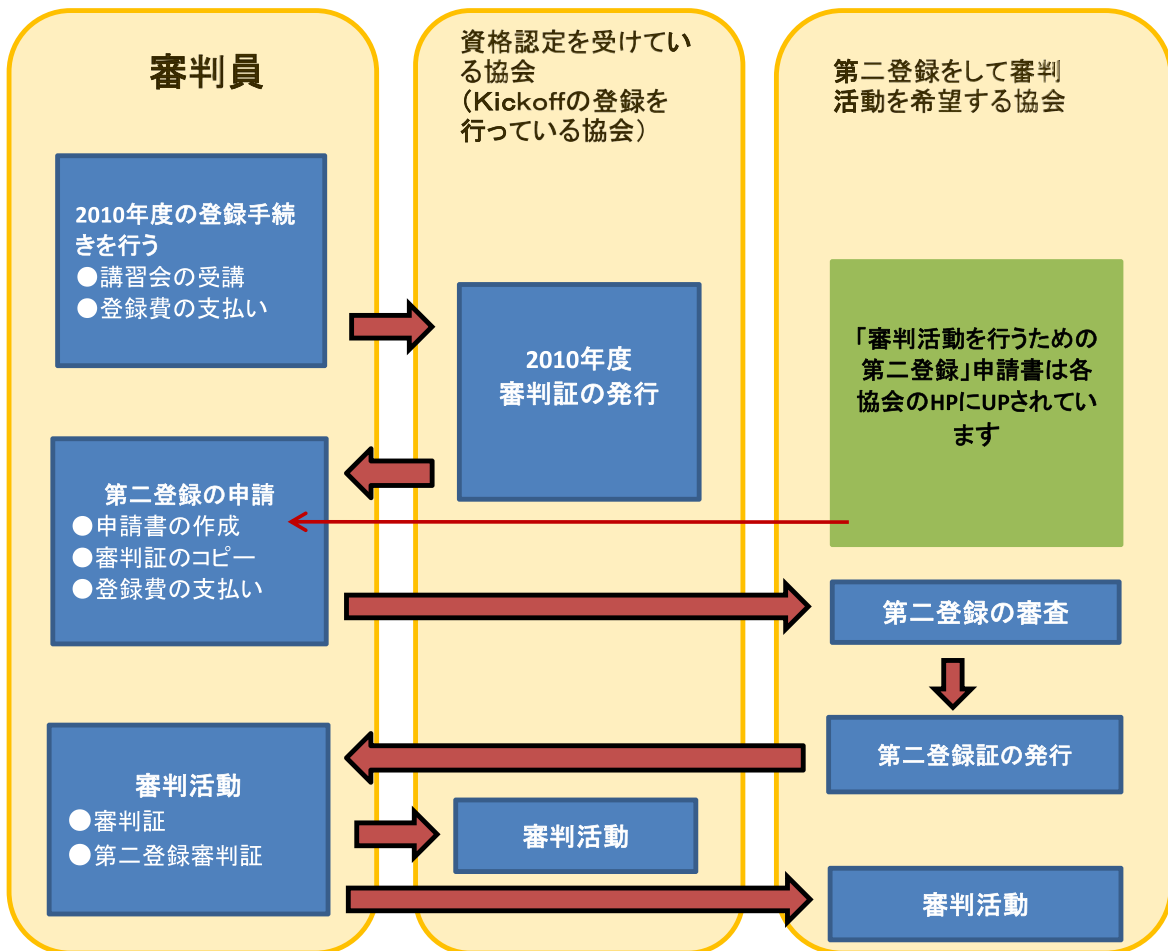 審判員
2010年度の登録手続
きを行う
●講習会の受講
●登録費の支払い
第二登録の申請
●申請書の作成
●審判証のコピー
●登録費の支払い
審判活動
●審判証
●第二登録審判証
資格認定を受けてい
る協会
（Kickoffの登録を
行っている協会）
2010年度
審判証の発行
審判活動
第二登録をして審判
活動を希望する協会
「審判活動を行うための
第二登録」申請書は各
協会のHPにUPされてい
ます
第二登録の審査
第二登録証の発行
審判活動